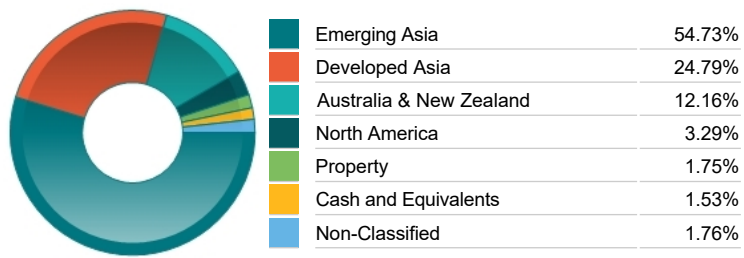 Emerging Asia 54.73%
Developed Asia 24.79%
Australia & New Zealand 12.16%
North America 3.29%
Property 1.75%
Cash and Equivalents 1.53%
Non-Classified 1.76%